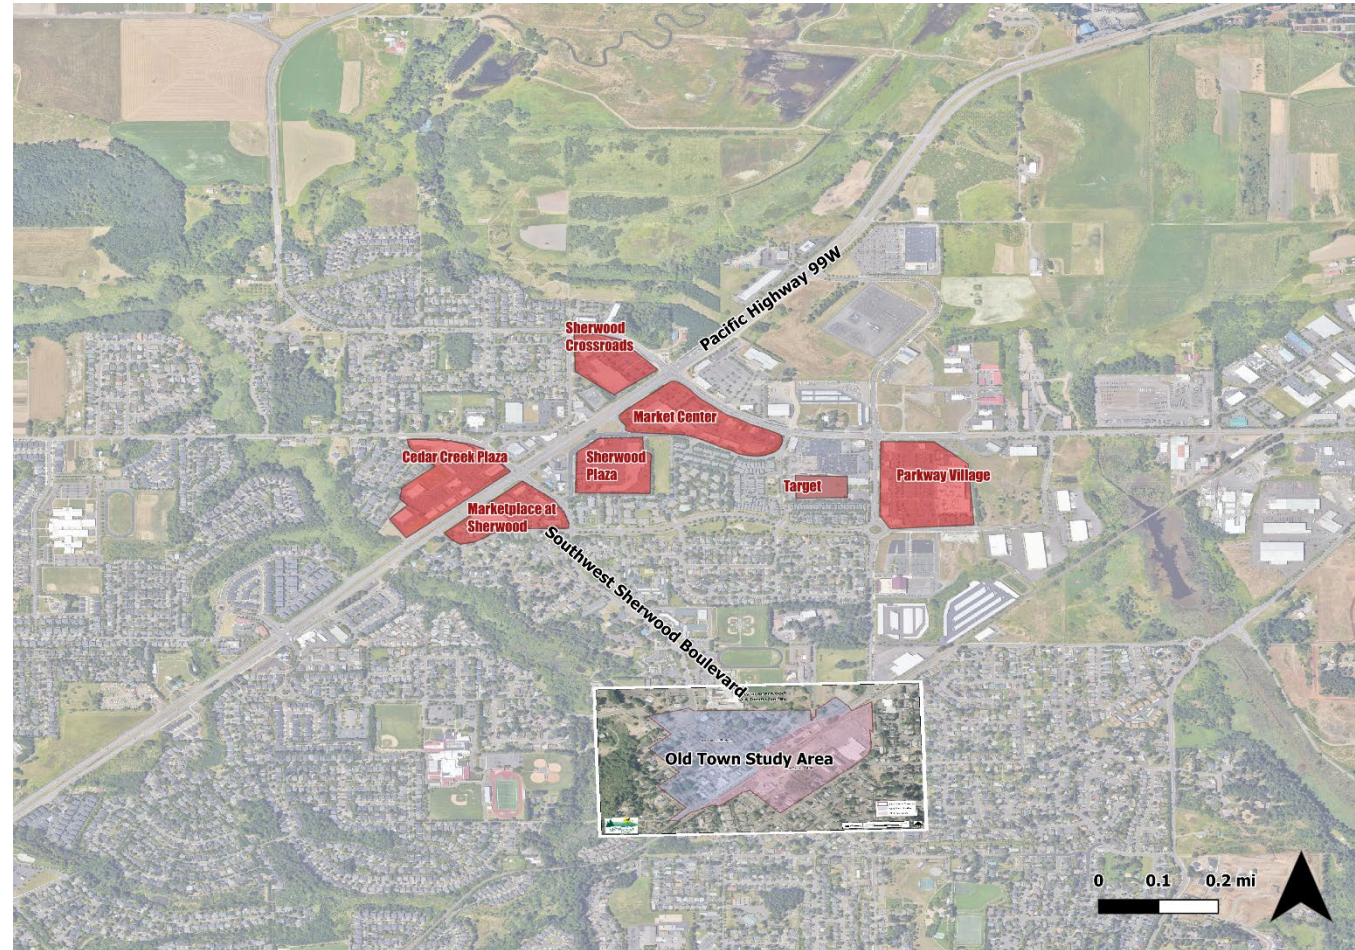 Pacific Highway 99W
Sherwood
Crossroads
Market Center
Cedar Creek Plaza
Sherwood
Plaza
Target
Parkway Village
Marketplace at
Sherwood
Southwest Sherwood Boulevard
Old Town Study Area
0 0.1 0.2 mi